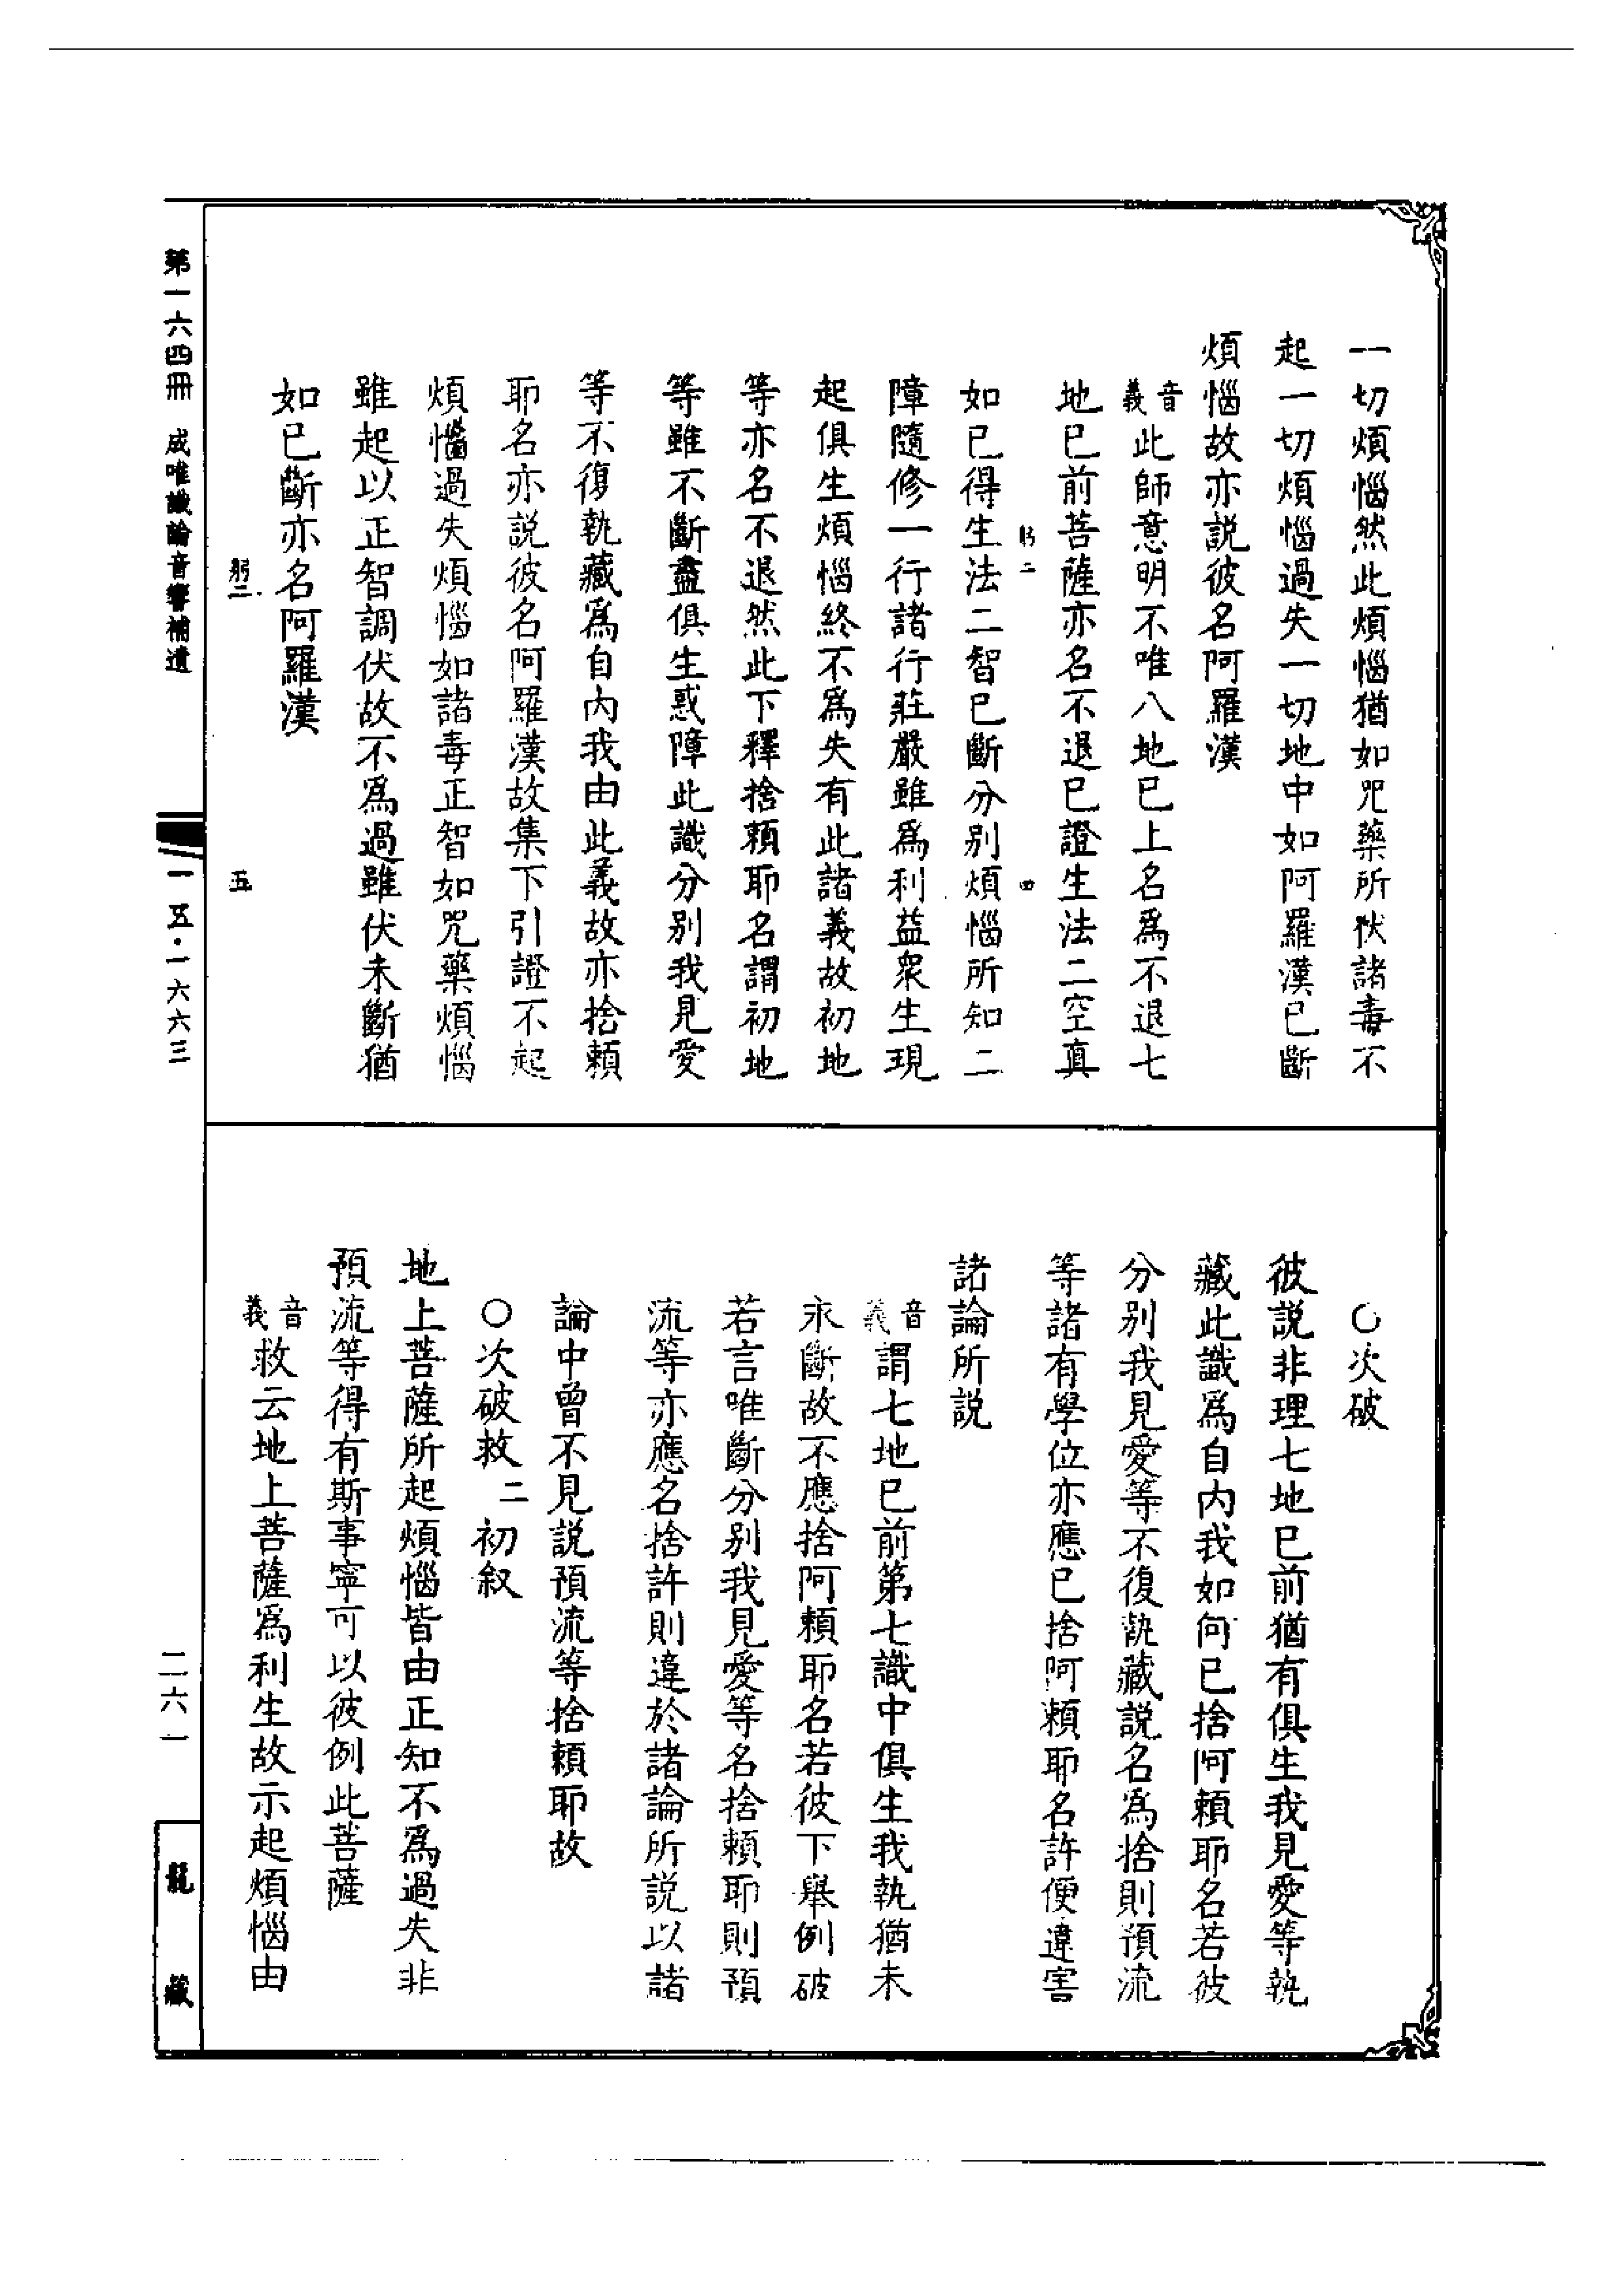 一切煩惱然此煩惱猶如咒藥所伏諸毒不
起一切煩惱過失一切地中如阿羅漢已斷
煩惱故亦說彼名阿羅漢
音義此師意明不唯八地已上名為不退七
地已前菩薩亦名不退已證生法二空真
二 四
如已得生法二智已斷分別煩惱所知二
障隨修一行諸行莊嚴雖為利益衆生現
起俱生煩惱終不為失有此諸義故初地
等亦名不退然此下釋捨賴耶名謂初地
等雖不斷盡俱生惑障此識分別我見愛
等不復執藏為自內我由此義故亦捨賴
耶名亦說彼名阿羅漢故集下引證不起
煩惱過失煩惱如諸毒正智如咒藥煩惱
雖起以正智調伏故不為過雖伏未斷猶
如已斷亦名阿羅漢
躬二 五
○次破
彼說非理七地已前猶有俱生我見愛等執
藏此識為自內我如何已捨阿賴耶名若彼
分別我見愛等不復執藏說名為捨則預流
等諸有學位亦應已捨阿賴耶名許便違害
諸論所說
音義謂七地已前第七識中俱生我執猶未
永斷故不應捨阿賴耶名若彼下舉例破
若言唯斷分別我見愛等名捨賴耶則預
流等亦應名捨許則違於諸論所說以諸
論中曾不見說預流等捨賴耶故
○次破救二初敘
地上菩薩所起煩惱皆由正知不為過失非
預流等得有斯事寧可以彼例此菩薩
音義救云地上菩薩為利生故示起煩惱由
第一六四冊 成唯識論音響補遺
一一五·一六六三
二六一
龍藏